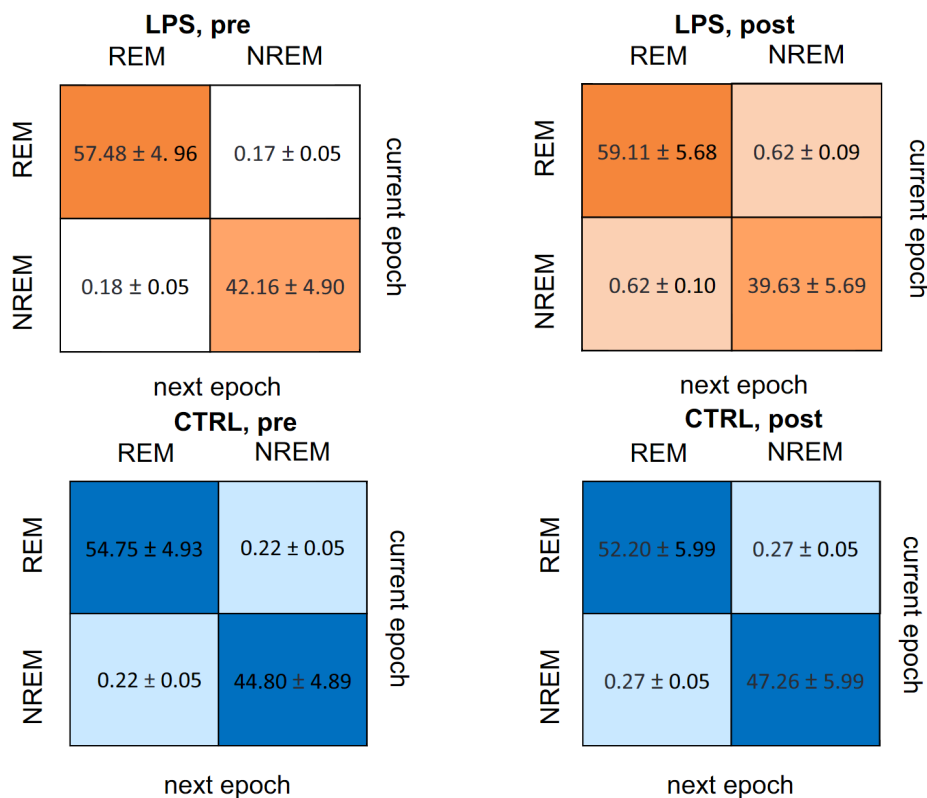 LPS, pre
REM NREM
REM
57.48 ± 4. 96 0.17 ± 0.05
NREM
0.18 ± 0.05 42.16 ± 4.90
current epoch
next epoch
LPS, post
REM NREM
REM
59.11 ± 5.68 0.62 ± 0.09
NREM
0.62 ± 0.10 39.63 ± 5.69
current epoch
next epoch
CTRL, pre
REM NREM
REM
54.75 ± 4.93 0.22 ± 0.05
NREM
0.22 ± 0.05 44.80 ± 4.89
current epoch
next epoch
CTRL, post
REM NREM
REM
52.20 ± 5.99 0.27 ± 0.05
NREM
0.27 ± 0.05 47.26 ± 5.99
current epoch
next epoch